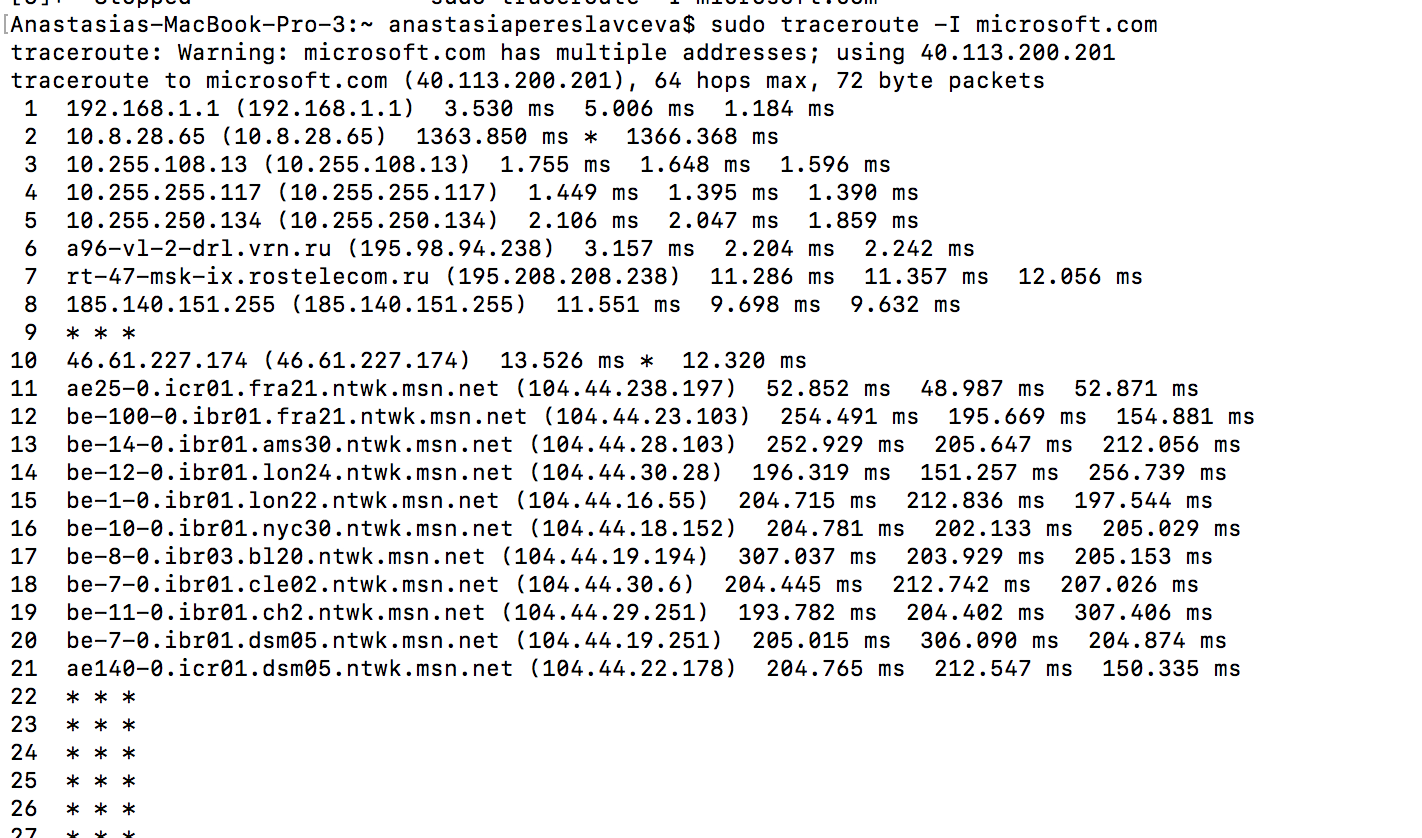 sudo traceroute -I microsoft.com
[Anastasias-MacBook-Pro-3:~ anastasiapereslavceva$ sudo traceroute -I microsoft.com
traceroute: Warning: microsoft.com has multiple addresses; using 40.113.200.201
traceroute to microsoft.com (40.113.200.201), 64 hops max, 72 byte packets
 1  192.168.1.1 (192.168.1.1)  3.530 ms  5.006 ms  1.184 ms
 2  10.8.28.65 (10.8.28.65)  1363.850 ms *  1366.368 ms
 3  10.255.108.13 (10.255.108.13)  1.755 ms  1.648 ms  1.596 ms
 4  10.255.255.117 (10.255.255.117)  1.449 ms  1.395 ms  1.390 ms
 5  10.255.250.134 (10.255.250.134)  2.106 ms  2.047 ms  1.859 ms
 6  a96-vl-2-drl.vrn.ru (195.98.94.238)  3.157 ms  2.204 ms  2.242 ms
 7  rt-47-msk-ix.rostelecom.ru (195.208.208.238)  11.286 ms  11.357 ms  12.056 ms
 8  185.140.151.255 (185.140.151.255)  11.551 ms  9.698 ms  9.632 ms
 9  * * *
10  46.61.227.174 (46.61.227.174)  13.526 ms *  12.320 ms
11  ae25-0.icr01.fra21.ntwk.msn.net (104.44.238.197)  52.852 ms  48.987 ms  52.871 ms
12  be-100-0.ibr01.fra21.ntwk.msn.net (104.44.23.103)  254.491 ms  195.669 ms  154.881 ms
13  be-14-0.ibr01.ams30.ntwk.msn.net (104.44.28.103)  252.929 ms  205.647 ms  212.056 ms
14  be-12-0.ibr01.lon24.ntwk.msn.net (104.44.30.28)  196.319 ms  151.257 ms  256.739 ms
15  be-1-0.ibr01.lon22.ntwk.msn.net (104.44.16.55)  204.715 ms  212.836 ms  197.544 ms
16  be-10-0.ibr01.nyc30.ntwk.msn.net (104.44.18.152)  204.781 ms  202.133 ms  205.029 ms
17  be-8-0.ibr03.bl20.ntwk.msn.net (104.44.19.194)  307.037 ms  203.929 ms  205.153 ms
18  be-7-0.ibr01.cle02.ntwk.msn.net (104.44.30.6)  204.445 ms  212.742 ms  207.026 ms
19  be-11-0.ibr01.ch2.ntwk.msn.net (104.44.29.251)  193.782 ms  204.402 ms  307.406 ms
20  be-7-0.ibr01.dsm05.ntwk.msn.net (104.44.19.251)  205.015 ms  306.090 ms  204.874 ms
21  ae140-0.icr01.dsm05.ntwk.msn.net (104.44.22.178)  204.765 ms  212.547 ms  150.335 ms
22  * * *
23  * * *
24  * * *
25  * * *
26  * * *
27  * * *